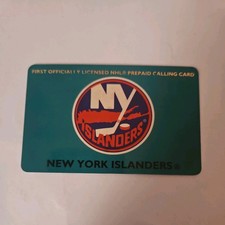 FIRST OFFICIALLY LICENSED NHL® PREPAID CALLING CARD
NY
ISLANDERS
NEW YORK ISLANDERS®